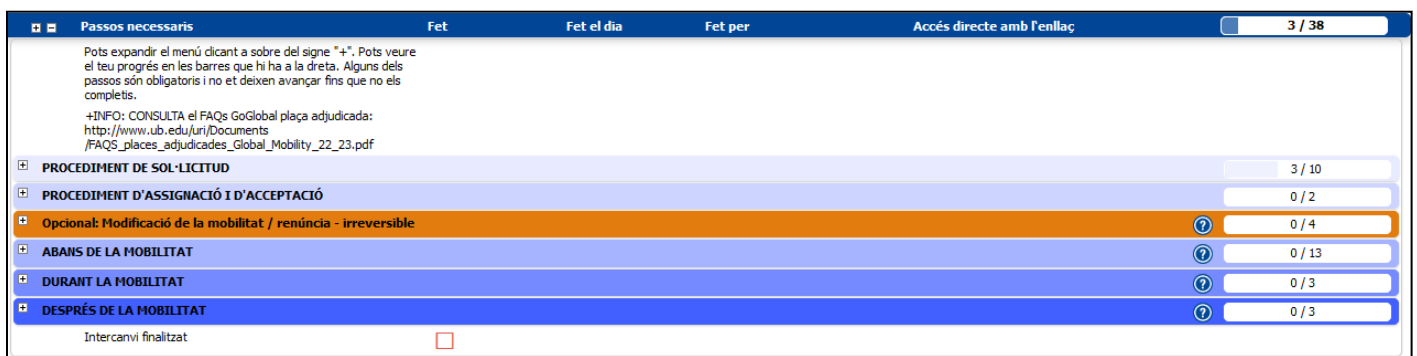 Passos necessaris Fet Fet el dia Fet per Accés directe amb l'enllaç 3 / 38
Pots expandir el menú clicant a sobre del signe "+". Pots veure
el teu progrés en les barres que hi ha a la dreta. Alguns dels
passos són obligatoris i no et deixen avançar fins que no els
completis.
+INFO: CONSULTA el FAQs GoGlobal plaça adjudicada:
http://www.ub.edu/uri/Documents
/FAQS_places_adjudicades_Global_Mobility_22_23.pdf
PROCEDIMENT DE SOL·LICITUD 3 / 10
PROCEDIMENT D'ASSIGNACIÓ I D'ACCEPTACIÓ 0 / 2
Opcional: Modificació de la mobilitat / renúncia - irreversible ? 0 / 4
ABANS DE LA MOBILITAT ? 0 / 13
DURANT LA MOBILITAT ? 0 / 3
DESPRÉS DE LA MOBILITAT ? 0 / 3
Intercanvi finalitzat